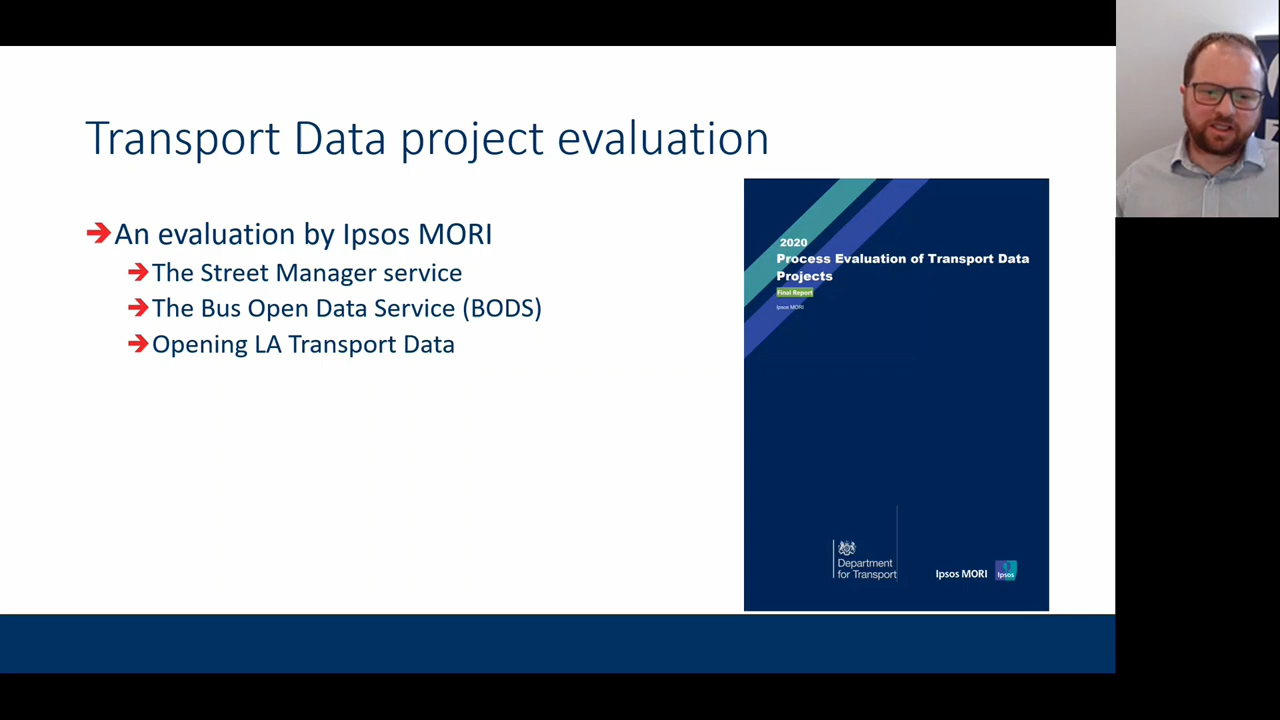 Transport Data project evaluation
An evaluation by Ipsos MORI
The Street Manager service
The Bus Open Data Service (BODS)
Opening LA Transport Data
2020
Process Evaluation of Transport Data
Projects
Final Report
Ipsos MORI
Department
for Transport
Ipsos MORI
Ipsos